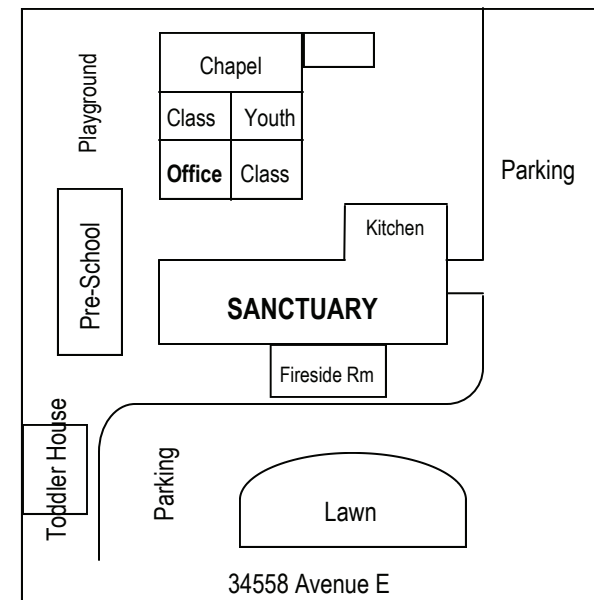 Playground
Chapel
Class
Youth
Office
Class
Parking
Pre-School
Kitchen
SANCTUARY
Fireside Rm
Toddler House
Parking
Lawn
34558 Avenue E